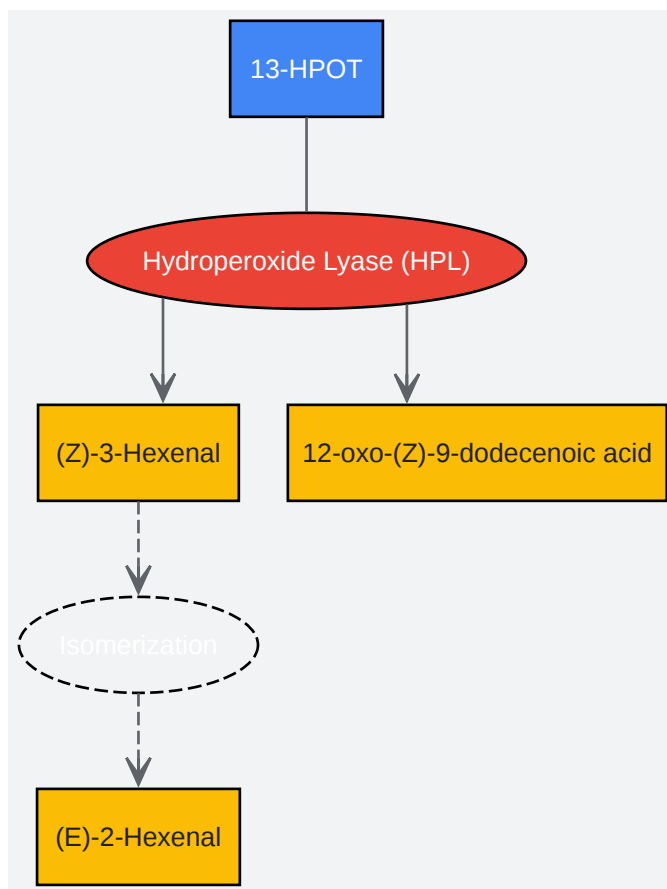 13-HPOT
Hydroperoxide Lyase (HPL)
(Z)-3-Hexenal
12-oxo-(Z)-9-dodecenoic acid
Isomerization
(E)-2-Hexenal